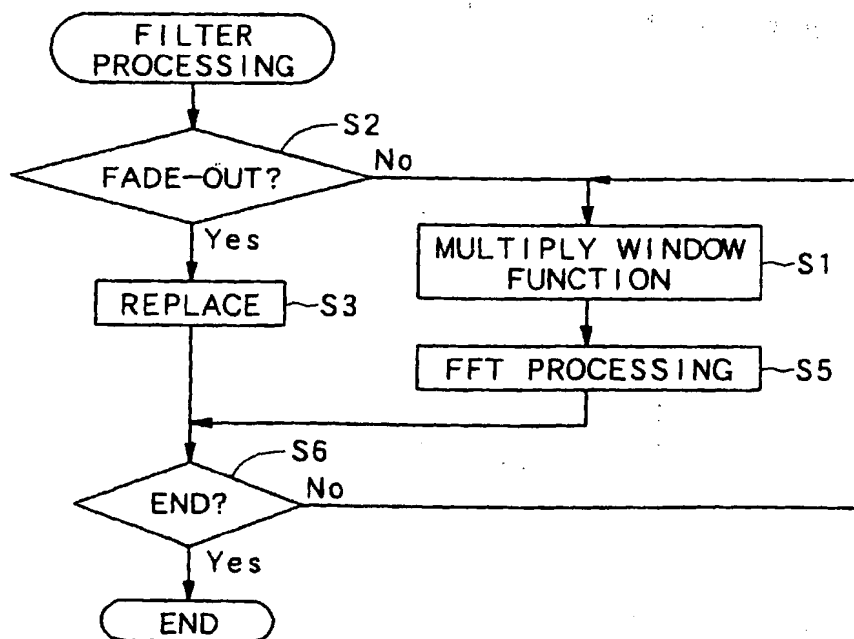 FILTER
PROCESSING
S2
FADE-OUT?
No
Yes
MULTIPLY WINDOW
FUNCTION
S1
REPLACE
S3
FFT PROCESSING
S5
S6
END?
No
Yes
END